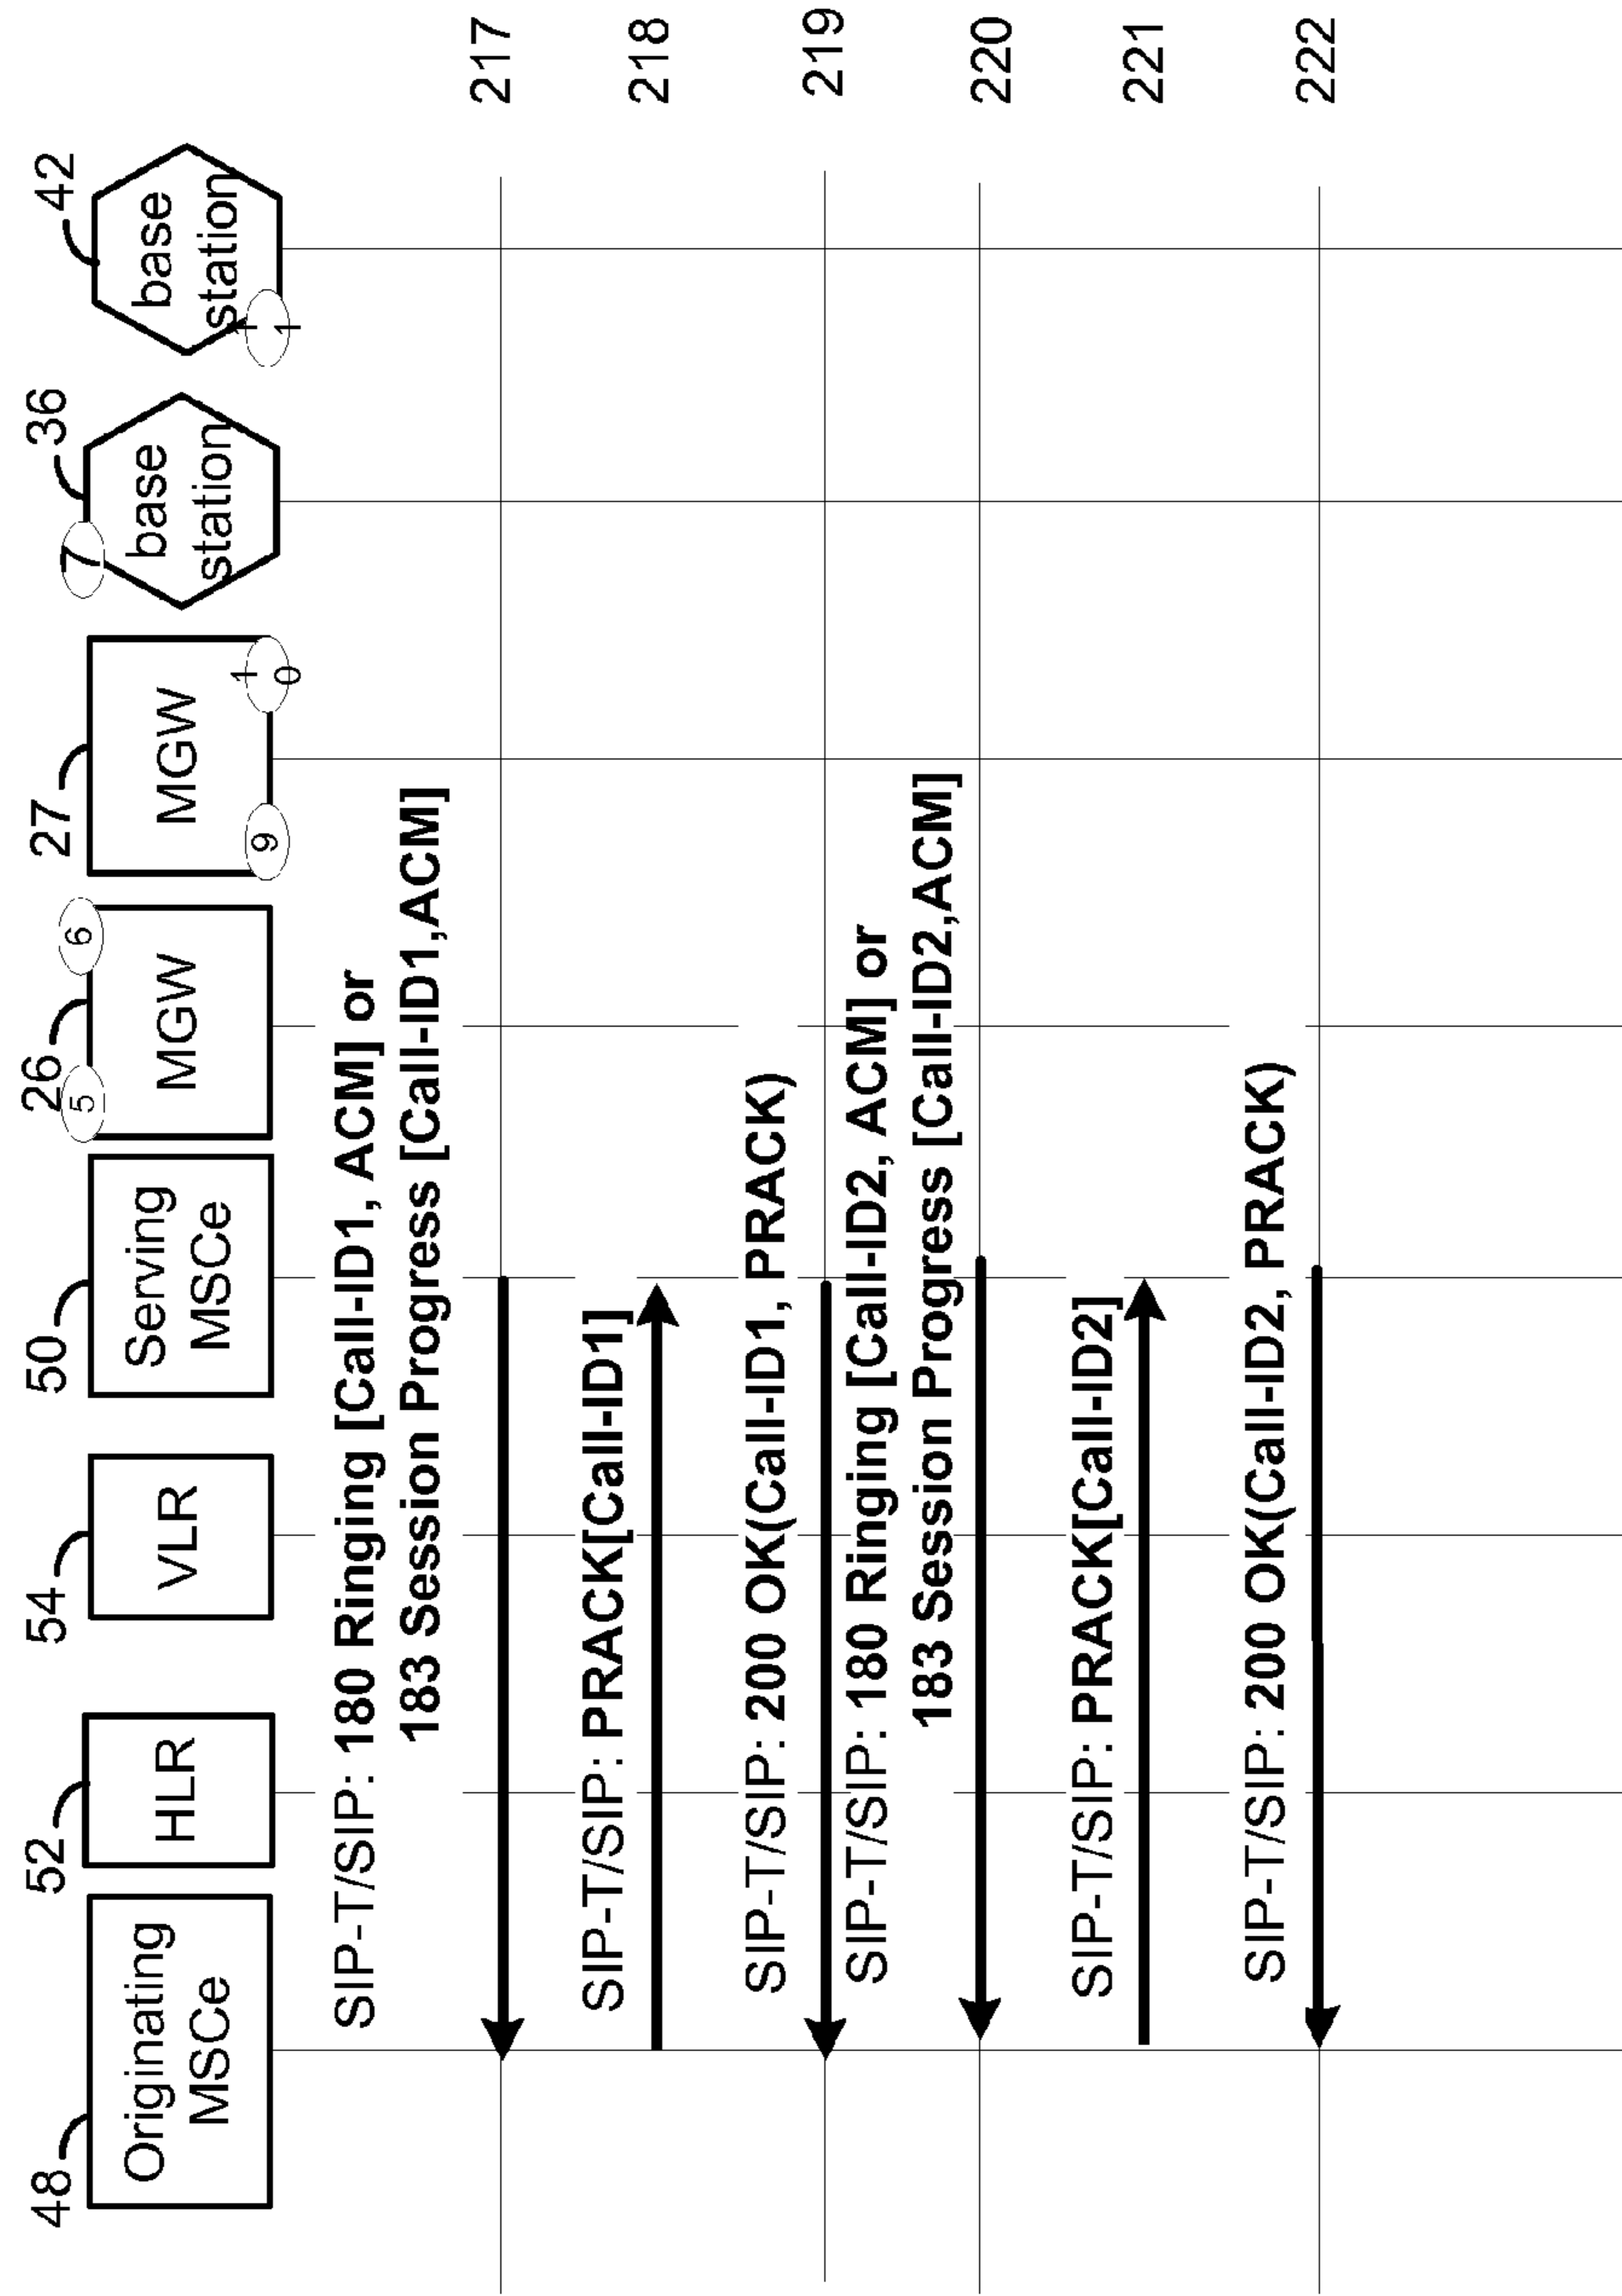 48
52
54
50
26
27
36
42
Originating
MSCe
HLR
VLR
Serving
MSCe
5
6
MGW
MGW
9
1
0
7
base
station
base
station
1
1
SIP-T/SIP: 180 Ringing [Call-ID1, ACM] or
183 Session Progress [Call-ID1,ACM]
217
SIP-T/SIP: PRACK[Call-ID1]
218
SIP-T/SIP: 200 OK(Call-ID1, PRACK)
219
SIP-T/SIP: 180 Ringing [Call-ID2, ACM] or
183 Session Progress [Call-ID2,ACM]
220
SIP-T/SIP: PRACK[Call-ID2]
221
SIP-T/SIP: 200 OK(Call-ID2, PRACK)
222